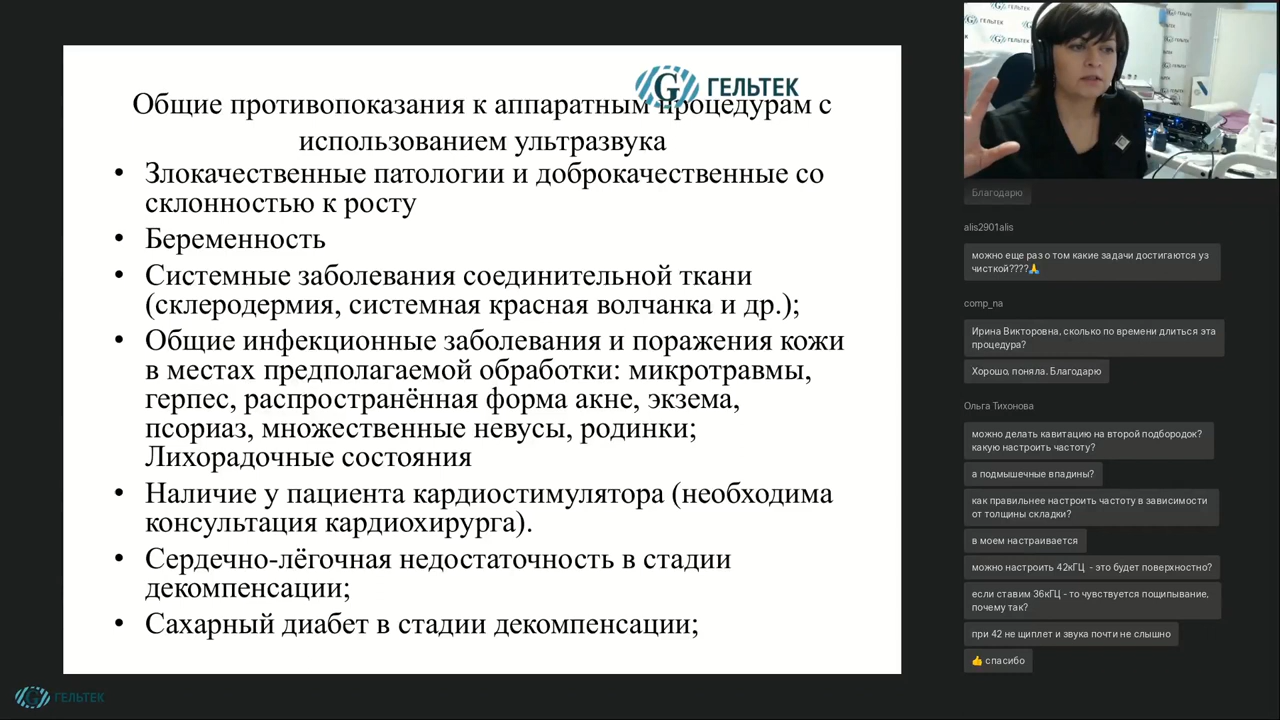 ГЕЛЬТЕК
Общие противопоказания к аппаратным процедурам с
использованием ультразвука
• Злокачественные патологии и доброкачественные со
склонностью к росту
• Беременность
• Системные заболевания соединительной ткани
(склеродермия, системная красная волчанка и др.);
• Общие инфекционные заболевания и поражения кожи
в местах предполагаемой обработки: микротравмы,
герпес, распространённая форма акне, экзема,
псориаз, множественные невусы, родинки;
Лихорадочные состояния
• Наличие у пациента кардиостимулятора (необходима
консультация кардиохирурга).
• Сердечно-лёгочная недостаточность в стадии
декомпенсации;
• Сахарный диабет в стадии декомпенсации;
ГЕЛЬТЕК
ГЕЛЬТЕК
ГЕЛЬТЕК
ГЕЛЬТЕК
Благодарю
alis2901alis
можно еще раз о том какие задачи достигаются уз
чисткой????🙏
comp_na
Ирина Викторовна, сколько по времени длиться эта
процедура?
Хорошо, поняла. Благодарю
Ольга Тихонова
можно делать кавитацию на второй подбородок?
какую настроить частоту?
а подмышечные впадины?
как правильнее настроить частоту в зависимости
от толщины складки?
в моем настраивается
можно настроить 42кГЦ - это будет поверхностно?
если ставим 36кГЦ - то чувствуется пощипывание,
почему так?
при 42 не щиплет и звука почти не слышно
👍 спасибо